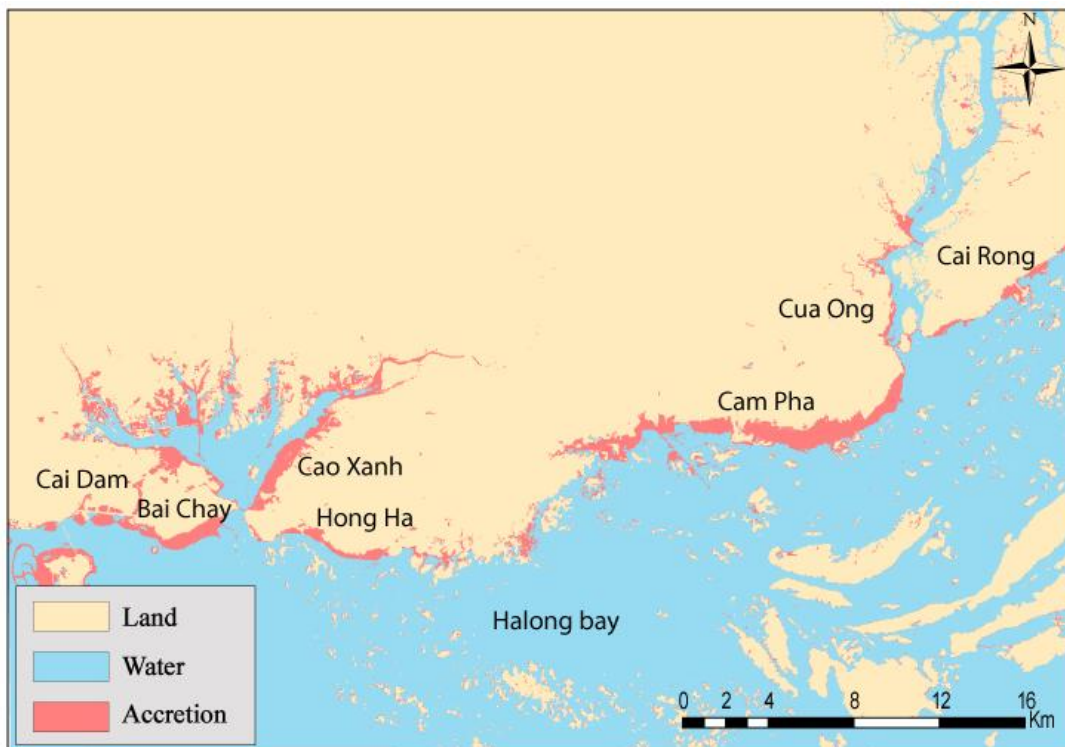 N
Cai Rong
Cua Ong
Cam Pha
Cao Xanh
Cai Dam
Bai Chay
Hong Ha
Halong bay
Land
Water
Accretion
0 2 4 8 12 16
Km